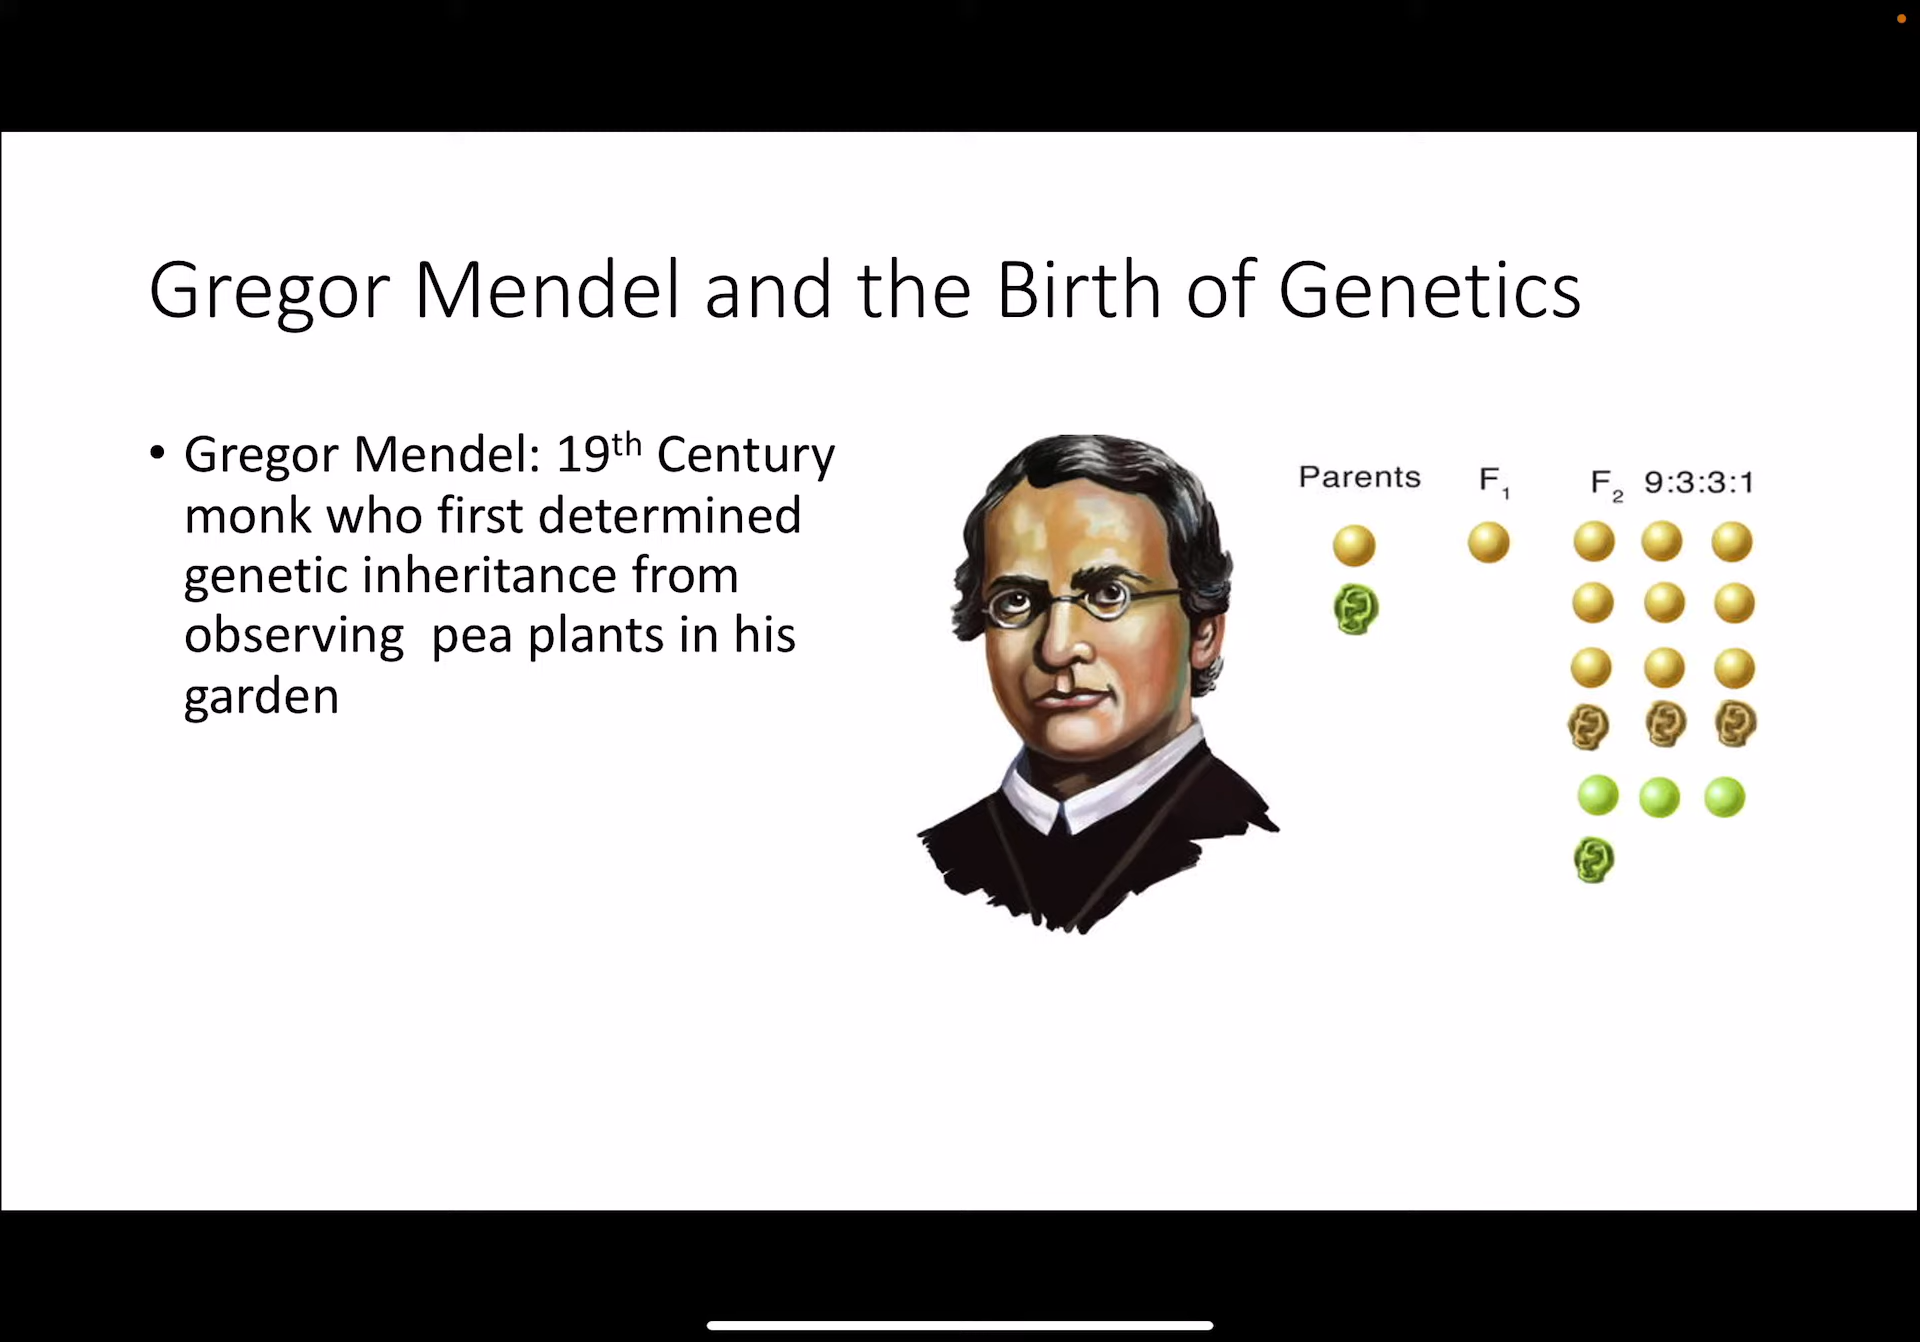 Gregor Mendel and the Birth of Genetics
• Gregor Mendel: 19th Century
monk who first determined
genetic inheritance from
observing  pea plants in his
garden
Parents F₁ F₂ 9:3:3:1